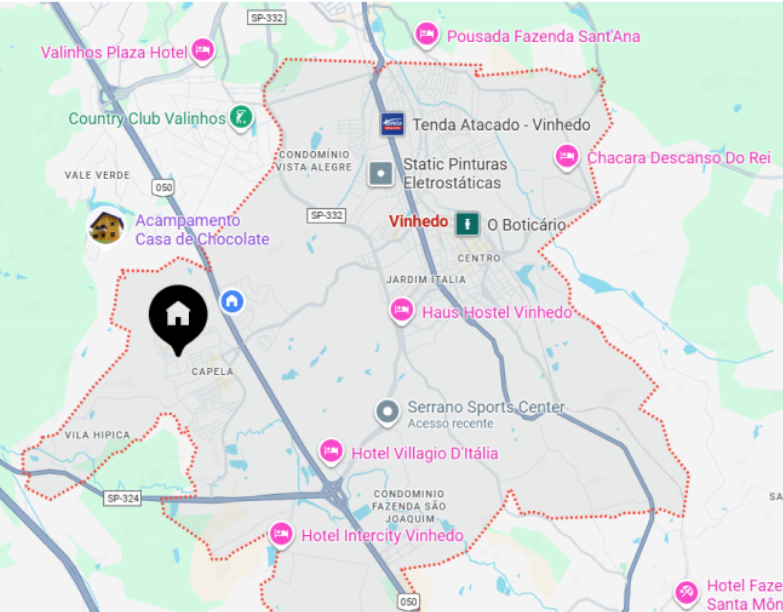 SP-332
Pousada Fazenda Sant'Ana
Valinhos Plaza Hotel
Country Club Valinhos
Tenda Atacado - Vinhedo
CONDOMÍNIO
VISTA ALEGRE
Static Pinturas
Eletrostáticas
Chacara Descanso Do Rei
VALE VERDE
050
SP-332
Acampamento
Casa de Chocolate
Vinhedo
O Boticário
CENTRO
JARDIM ITALIA
Haus Hostel Vinhedo
CAPELA
Serrano Sports Center
Acesso recente
VILA HIPICA
Hotel Villagio D'Itália
SP-324
CONDOMINIO
FAZENDA SÃO
JOAQUIM
SA
Hotel Intercity Vinhedo
050
Hotel Faze
Santa Môn